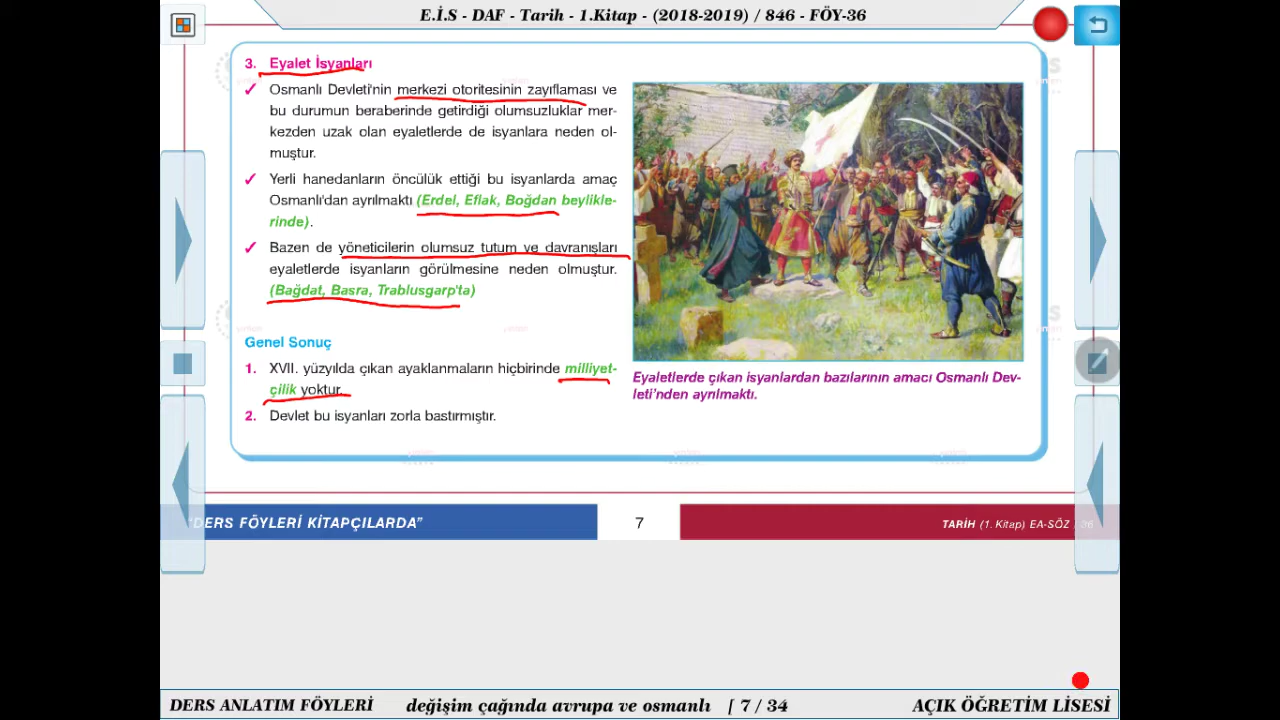 E.İ.S - DAF - Tarih - 1.Kitap - (2018-2019) / 846 - FÖY-36
3. Eyalet İsyanları
✓ Osmanlı Devleti'nin merkezi otoritesinin zayıflaması ve
bu durumun beraberinde getirdiği olumsuzluklar mer-
kezden uzak olan eyaletlerde de isyanlara neden ol-
muştur.
✓ Yerli hanedanların öncülük ettiği bu isyanlarda amaç
Osmanlı'dan ayrılmaktı (Erdel, Eflak, Boğdan beylikle-
rinde).
✓ Bazen de yöneticilerin olumsuz tutum ve davranışları
eyaletlerde isyanların görülmesine neden olmuştur.
(Bağdat, Basra, Trablusgarp'ta)
Genel Sonuç
1. XVII. yüzyılda çıkan ayaklanmaların hiçbirinde milliyet-
çilik yoktur.
2. Devlet bu isyanları zorla bastırmıştır.
Eyaletlerde çıkan isyanlardan bazılarının amacı Osmanlı Dev-
leti'nden ayrılmaktı.
"DERS FÖYLERİ KİTAPÇILARDA"
7
TARİH (1. Kitap) EA-SÖZ / 36
DERS ANLATIM FÖYLERİ
değişim çağında avrupa ve osmanlı [ 7 / 34
AÇIK ÖĞRETİM LİSESİ